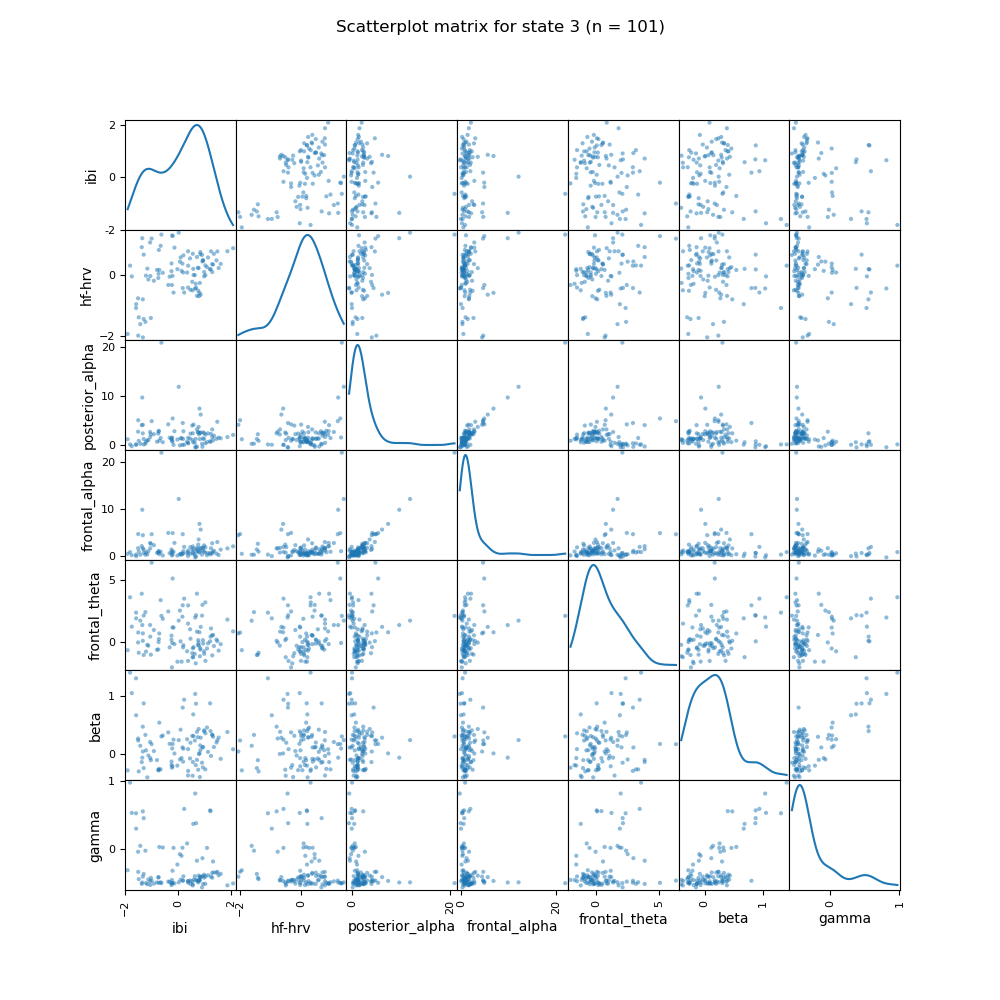 Scatterplot matrix for state 3 (n = 101)
ibi
2
0
-2
hf-hrv
0
−2
posterior_alpha
20
10
0
frontal_alpha
20
10
0
frontal_theta
5
0
beta
1
0
gamma
1
0
−2 0 2 −2 0 0 20 0 20 0 5 0 1 0 1
ibi hf-hrv posterior_alpha frontal_alpha frontal_theta beta gamma